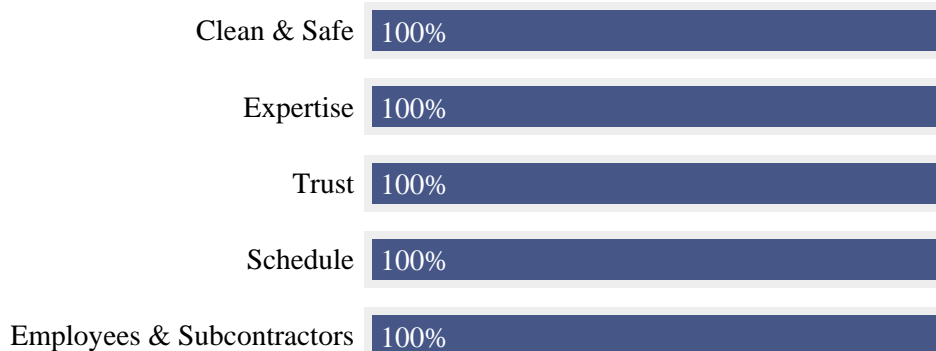 Clean & Safe 100%
Expertise 100%
Trust 100%
Schedule 100%
Employees & Subcontractors 100%